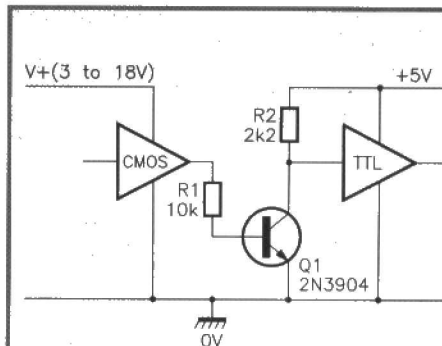 V+(3 to 18V)
+5V
R2
2k2
CMOS
TTL
R1
10k
Q1
2N3904
0V